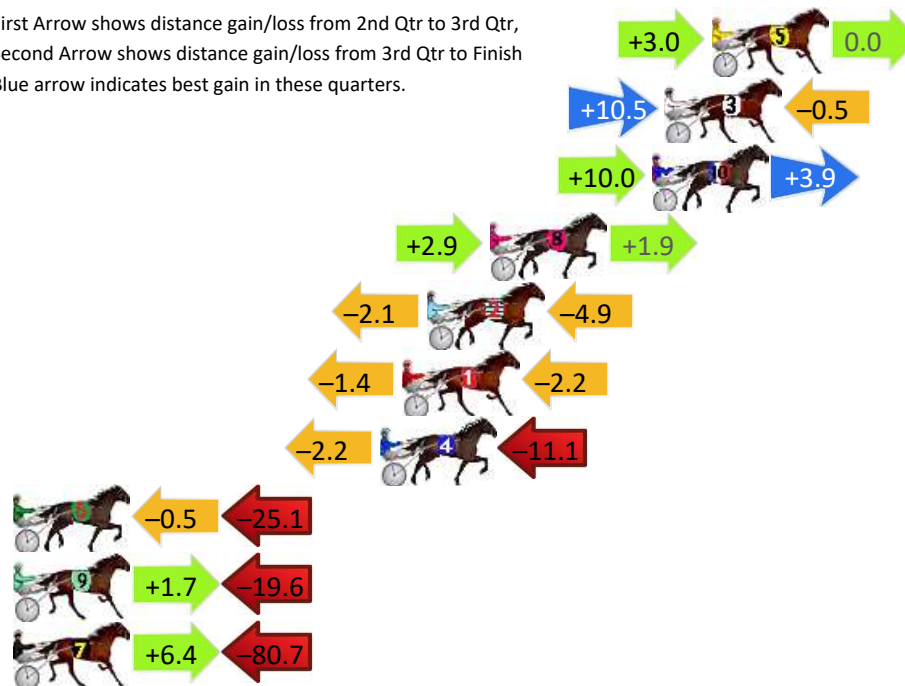 irst Arrow shows distance gain/loss from 2nd Qtr to 3rd Qtr,
econd Arrow shows distance gain/loss from 3rd Qtr to Finish
lue arrow indicates best gain in these quarters.
+3.0 5 0.0
+10.5 3 –0.5
+10.0 10 +3.9
+2.9 8 +1.9
–2.1 2 –4.9
–1.4 1 –2.2
–2.2 4 –11.1
6 –0.5 –25.1
9 +1.7 –19.6
7 +6.4 –80.7